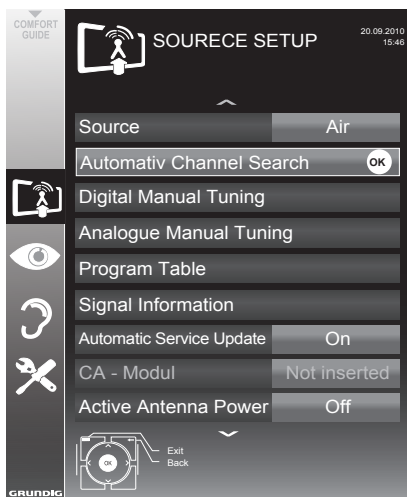 COMFORT
GUIDE
SOURECE SETUP
20.09.2010
15:46
Source Air
Automativ Channel Search OK
Digital Manual Tuning
Analogue Manual Tuning
Program Table
Signal Information
Automatic Service Update On
CA - Modul Not inserted
Active Antenna Power Off
OK
Exit
Back
GRUNDIG